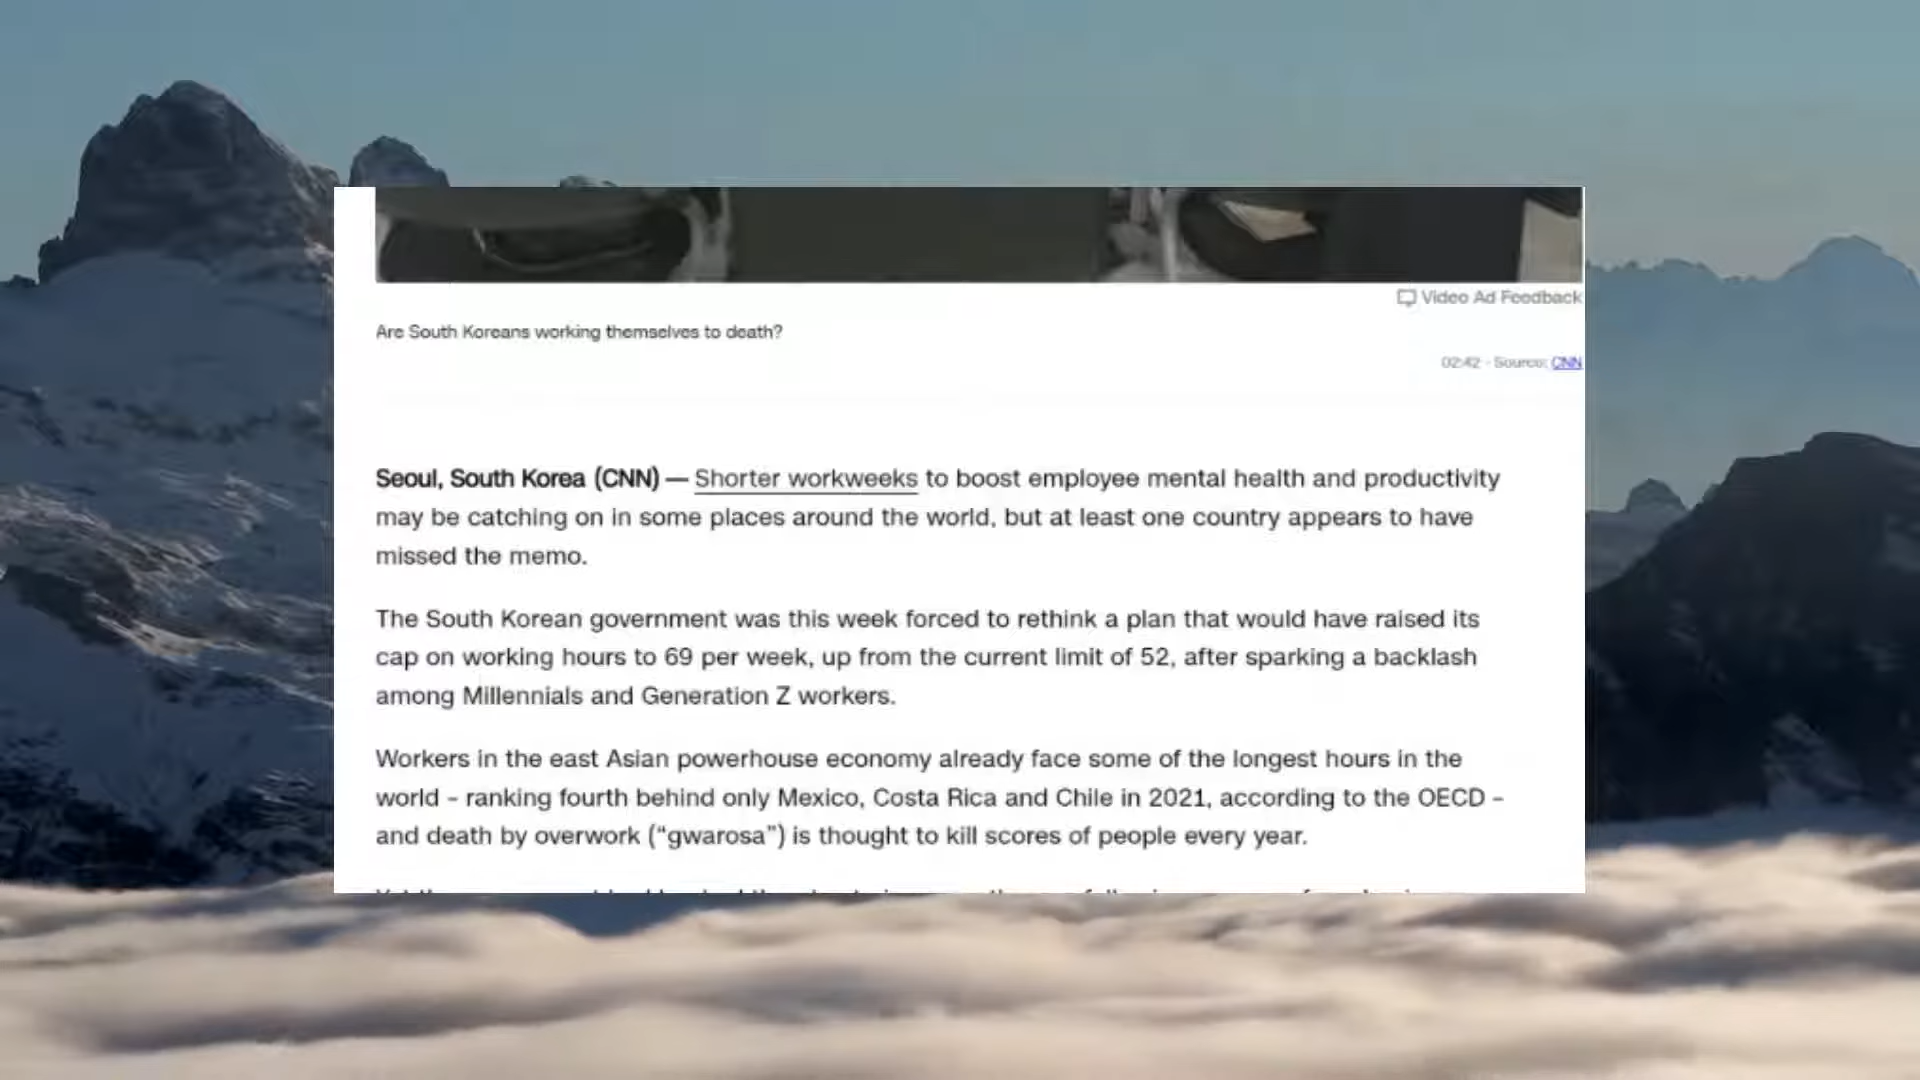 Video Ad Feedback
Are South Koreans working themselves to death?
02:42 - Source: CNN
Seoul, South Korea (CNN) — Shorter workweeks to boost employee mental health and productivity
may be catching on in some places around the world, but at least one country appears to have
missed the memo.
The South Korean government was this week forced to rethink a plan that would have raised its
cap on working hours to 69 per week, up from the current limit of 52, after sparking a backlash
among Millennials and Generation Z workers.
Workers in the east Asian powerhouse economy already face some of the longest hours in the
world – ranking fourth behind only Mexico, Costa Rica and Chile in 2021, according to the OECD –
and death by overwork (“gwarosa”) is thought to kill scores of people every year.